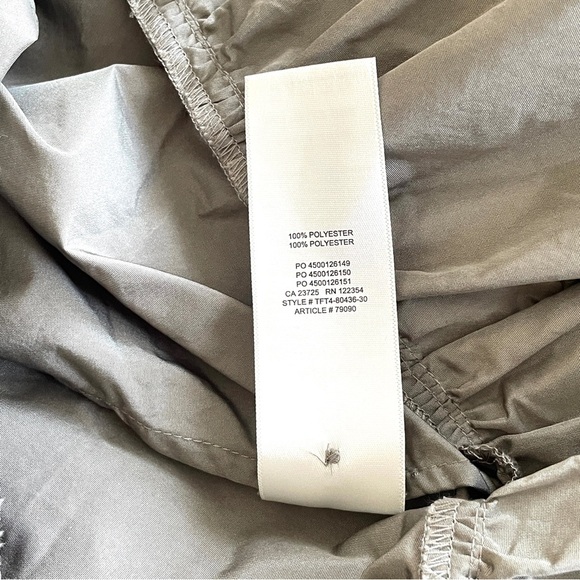 100% POLYESTER
100% POLYESTER
PO 4500126149
PO 4500126150
PO 4500126151
CA 23725 RN 122354
STYLE # TFT4-80436-30
ARTICLE # 79090